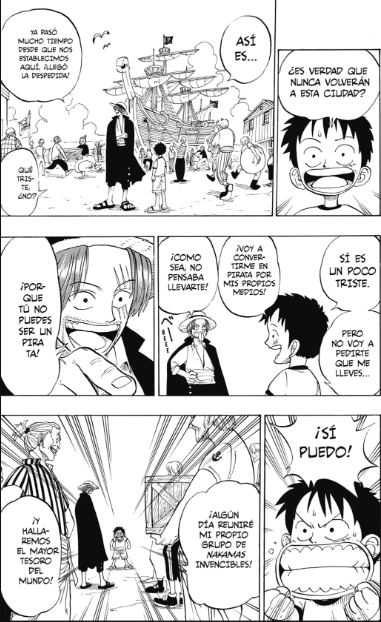 ¿ES VERDAD QUE
NUNCA VOLVERÁN
A ESTA CIUDAD?
ASÍ
ES...
YA PASÓ
MUCHO TIEMPO
DESDE QUE NOS
ESTABLECIMOS
AQUÍ, ¡LLEGÓ
LA DESPEDIDA!
QUÉ
TRIS-
TE,
¿NO?
SÍ ES
UN POCO
TRISTE.
PERO
NO VOY A
PEDIRTE
QUE ME
LLEVES...
¡VOY A
CONVER-
TIRME EN
PIRATA POR
MIS PROPIOS
MEDIOS!
¡COMO
SEA, NO
PENSABA
LLEVARTE!
BEEE
¡POR-
QUE
TÚ NO
PUEDES
SER UN
PIRA
TA!
¡SÍ
PUEDO!
¡ALGÚN
DÍA REUNIRÉ
MI PROPIO
GRUPO DE
NAKAMAS
INVENCIBLES!
¡Y
HALLA-
REMOS
EL MAYOR
TESORO
DEL
MUNDO!